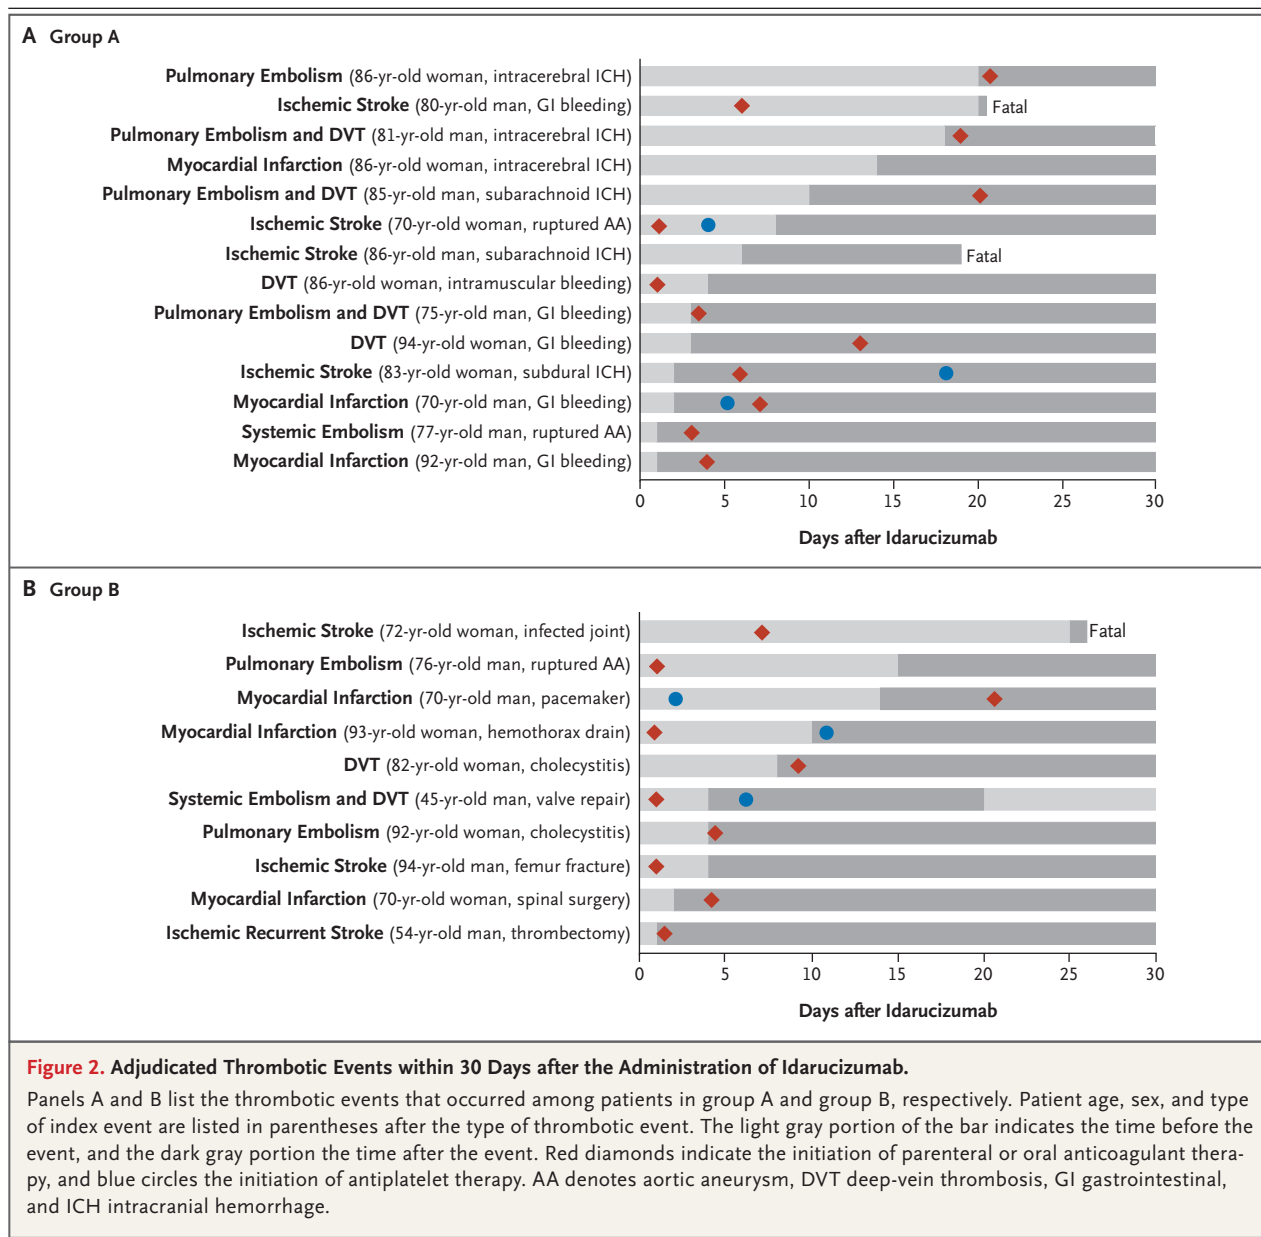 A Group A
Pulmonary Embolism (86-yr-old woman, intracerebral ICH)
Ischemic Stroke (80-yr-old man, GI bleeding)
Fatal
Pulmonary Embolism and DVT (81-yr-old man, intracerebral ICH)
Myocardial Infarction (86-yr-old woman, intracerebral ICH)
Pulmonary Embolism and DVT (85-yr-old man, subarachnoid ICH)
Ischemic Stroke (70-yr-old woman, ruptured AA)
Ischemic Stroke (86-yr-old man, subarachnoid ICH)
Fatal
DVT (86-yr-old woman, intramuscular bleeding)
Pulmonary Embolism and DVT (75-yr-old man, GI bleeding)
DVT (94-yr-old woman, GI bleeding)
Ischemic Stroke (83-yr-old woman, subdural ICH)
Myocardial Infarction (70-yr-old man, GI bleeding)
Systemic Embolism (77-yr-old man, ruptured AA)
Myocardial Infarction (92-yr-old man, GI bleeding)
0 5 10 15 20 25 30
Days after Idarucizumab
B Group B
Ischemic Stroke (72-yr-old woman, infected joint)
Fatal
Pulmonary Embolism (76-yr-old man, ruptured AA)
Myocardial Infarction (70-yr-old man, pacemaker)
Myocardial Infarction (93-yr-old woman, hemothorax drain)
DVT (82-yr-old woman, cholecystitis)
Systemic Embolism and DVT (45-yr-old man, valve repair)
Pulmonary Embolism (92-yr-old woman, cholecystitis)
Ischemic Stroke (94-yr-old man, femur fracture)
Myocardial Infarction (70-yr-old woman, spinal surgery)
Ischemic Recurrent Stroke (54-yr-old man, thrombectomy)
0 5 10 15 20 25 30
Days after Idarucizumab
Figure 2. Adjudicated Thrombotic Events within 30 Days after the Administration of Idarucizumab.
Panels A and B list the thrombotic events that occurred among patients in group A and group B, respectively. Patient age, sex, and type
of index event are listed in parentheses after the type of thrombotic event. The light gray portion of the bar indicates the time before the
event, and the dark gray portion the time after the event. Red diamonds indicate the initiation of parenteral or oral anticoagulant thera-
py, and blue circles the initiation of antiplatelet therapy. AA denotes aortic aneurysm, DVT deep-vein thrombosis, GI gastrointestinal,
and ICH intracranial hemorrhage.